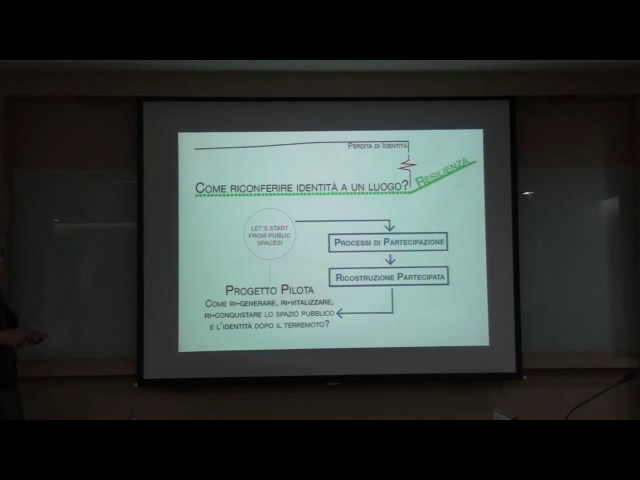 PERDITA DI IDENTITÀ
COME RICONFERIRE IDENTITÀ A UN LUOGO?
RESILIENZA
LET'S START
FROM PUBLIC
SPACES!
PROCESSI DI PARTECIPAZIONE
RICOSTRUZIONE PARTECIPATA
PROGETTO PILOTA
COME RI-GENERARE, RI-VITALIZZARE,
RI-CONQUISTARE LO SPAZIO PUBBLICO
E L'IDENTITÀ DOPO IL TERREMOTO?